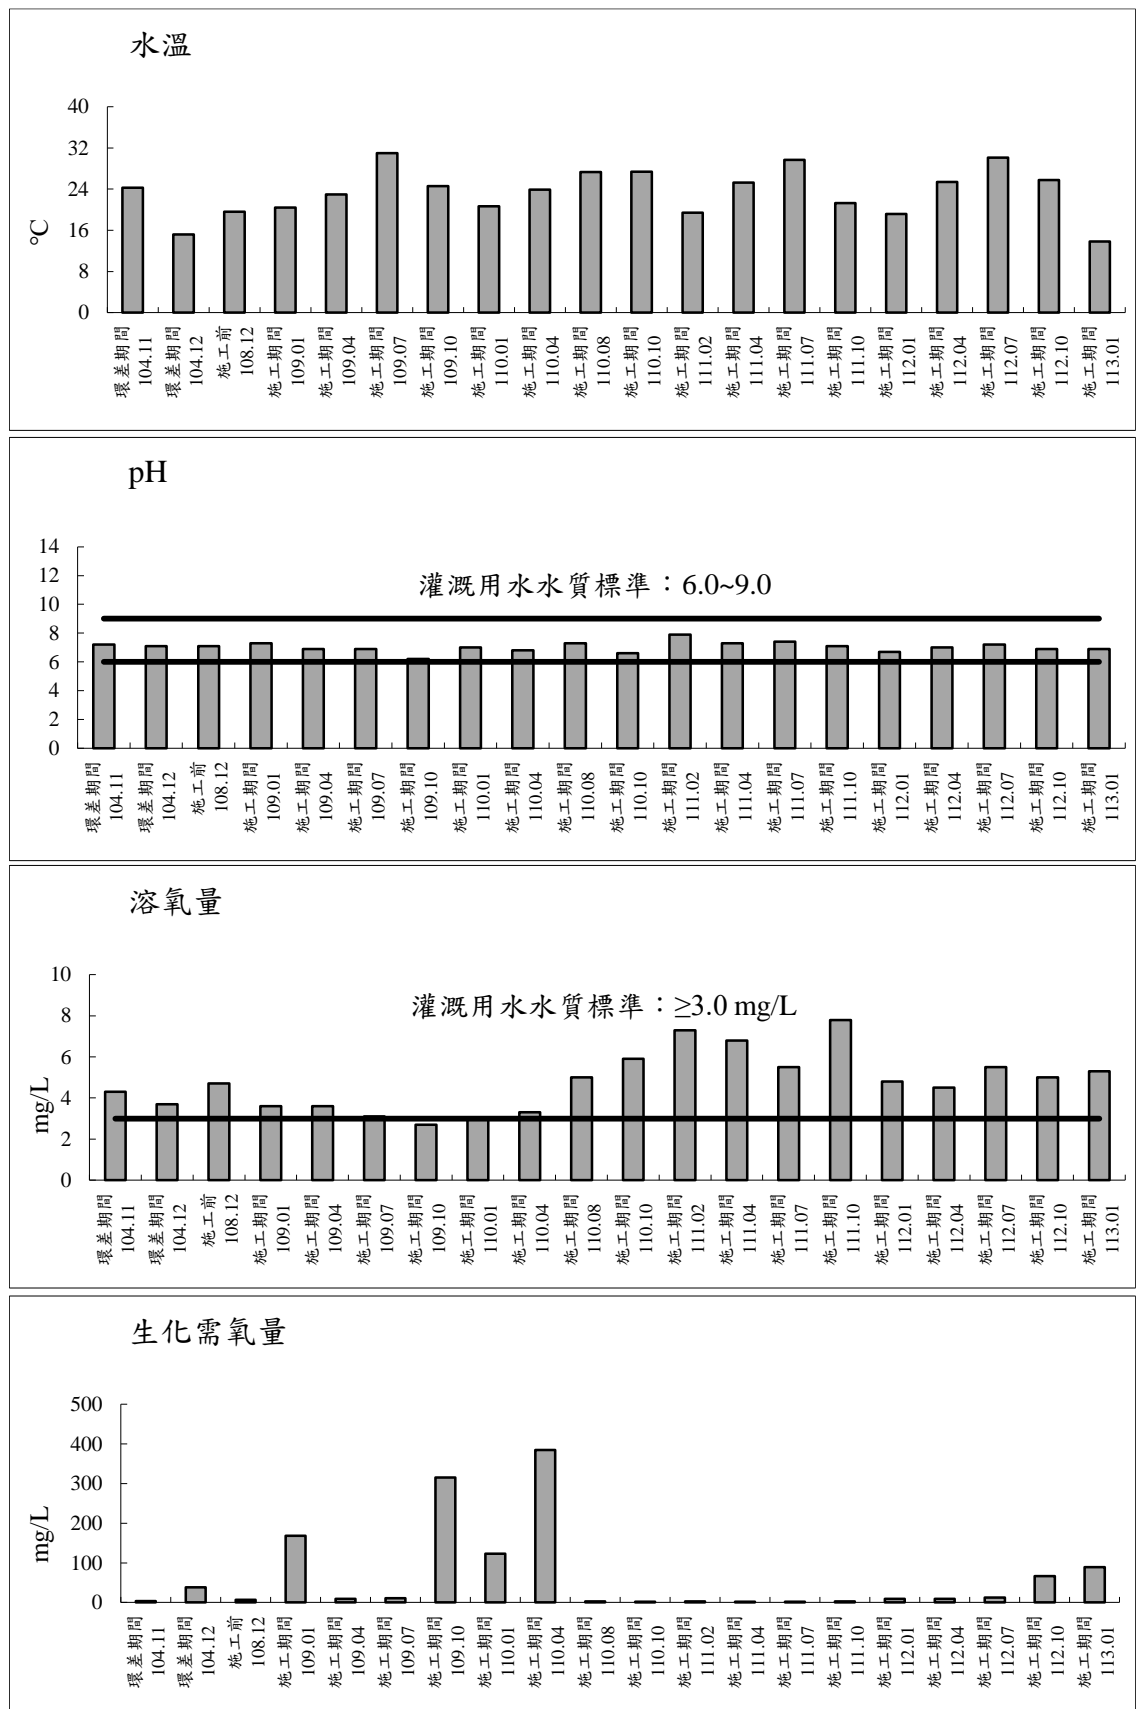 水溫
40
32
24
16
8
0
℃
環差期間 104.11
環差期間 104.12
施工前 108.12
施工期間 109.01
施工期間 109.04
施工期間 109.07
施工期間 109.10
施工期間 110.01
施工期間 110.04
施工期間 110.08
施工期間 110.10
施工期間 111.02
施工期間 111.04
施工期間 111.07
施工期間 111.10
施工期間 112.01
施工期間 112.04
施工期間 112.07
施工期間 112.10
施工期間 113.01
pH
14
12
10
8
6
4
2
0
灌溉用水水質標準：6.0~9.0
環差期間 104.11
環差期間 104.12
施工前 108.12
施工期間 109.01
施工期間 109.04
施工期間 109.07
施工期間 109.10
施工期間 110.01
施工期間 110.04
施工期間 110.08
施工期間 110.10
施工期間 111.02
施工期間 111.04
施工期間 111.07
施工期間 111.10
施工期間 112.01
施工期間 112.04
施工期間 112.07
施工期間 112.10
施工期間 113.01
溶氧量
10
8
6
4
2
0
mg/L
灌溉用水水質標準：≥3.0 mg/L
環差期間 104.11
環差期間 104.12
施工前 108.12
施工期間 109.01
施工期間 109.04
施工期間 109.07
施工期間 109.10
施工期間 110.01
施工期間 110.04
施工期間 110.08
施工期間 110.10
施工期間 111.02
施工期間 111.04
施工期間 111.07
施工期間 111.10
施工期間 112.01
施工期間 112.04
施工期間 112.07
施工期間 112.10
施工期間 113.01
生化需氧量
500
400
300
200
100
0
mg/L
環差期間 104.11
環差期間 104.12
施工前 108.12
施工期間 109.01
施工期間 109.04
施工期間 109.07
施工期間 109.10
施工期間 110.01
施工期間 110.04
施工期間 110.08
施工期間 110.10
施工期間 111.02
施工期間 111.04
施工期間 111.07
施工期間 111.10
施工期間 112.01
施工期間 112.04
施工期間 112.07
施工期間 112.10
施工期間 113.01